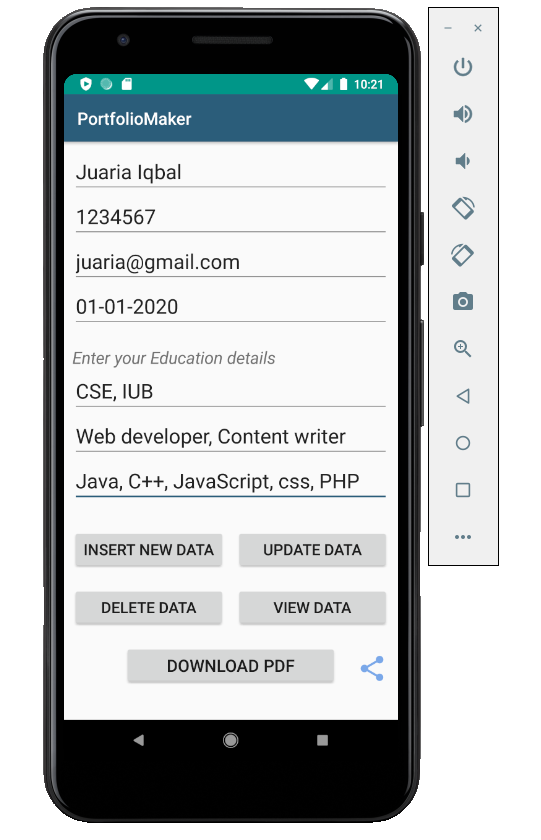 10:21
PortfolioMaker
Juaria Iqbal
1234567
juaria@gmail.com
01-01-2020
Enter your Education details
CSE, IUB
Web developer, Content writer
Java, C++, JavaScript, css, PHP
INSERT NEW DATA UPDATE DATA
DELETE DATA VIEW DATA
DOWNLOAD PDF